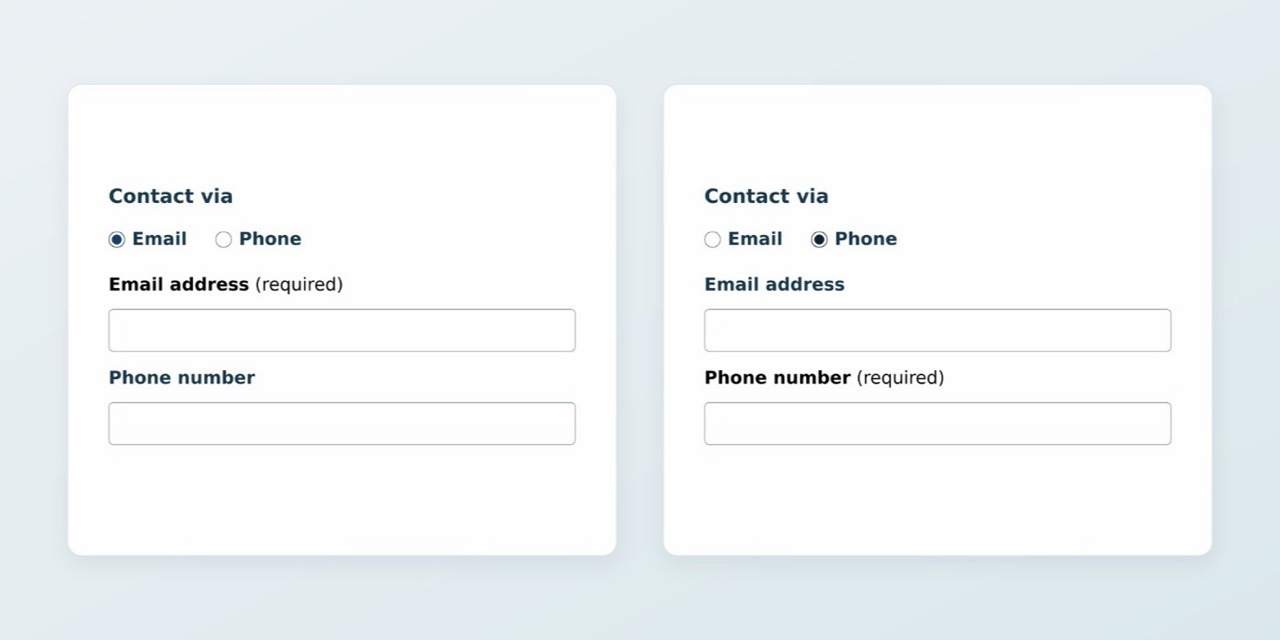 Contact via
Email Phone
Email address (required)
Phone number
Contact via
Email Phone
Email address
Phone number (required)